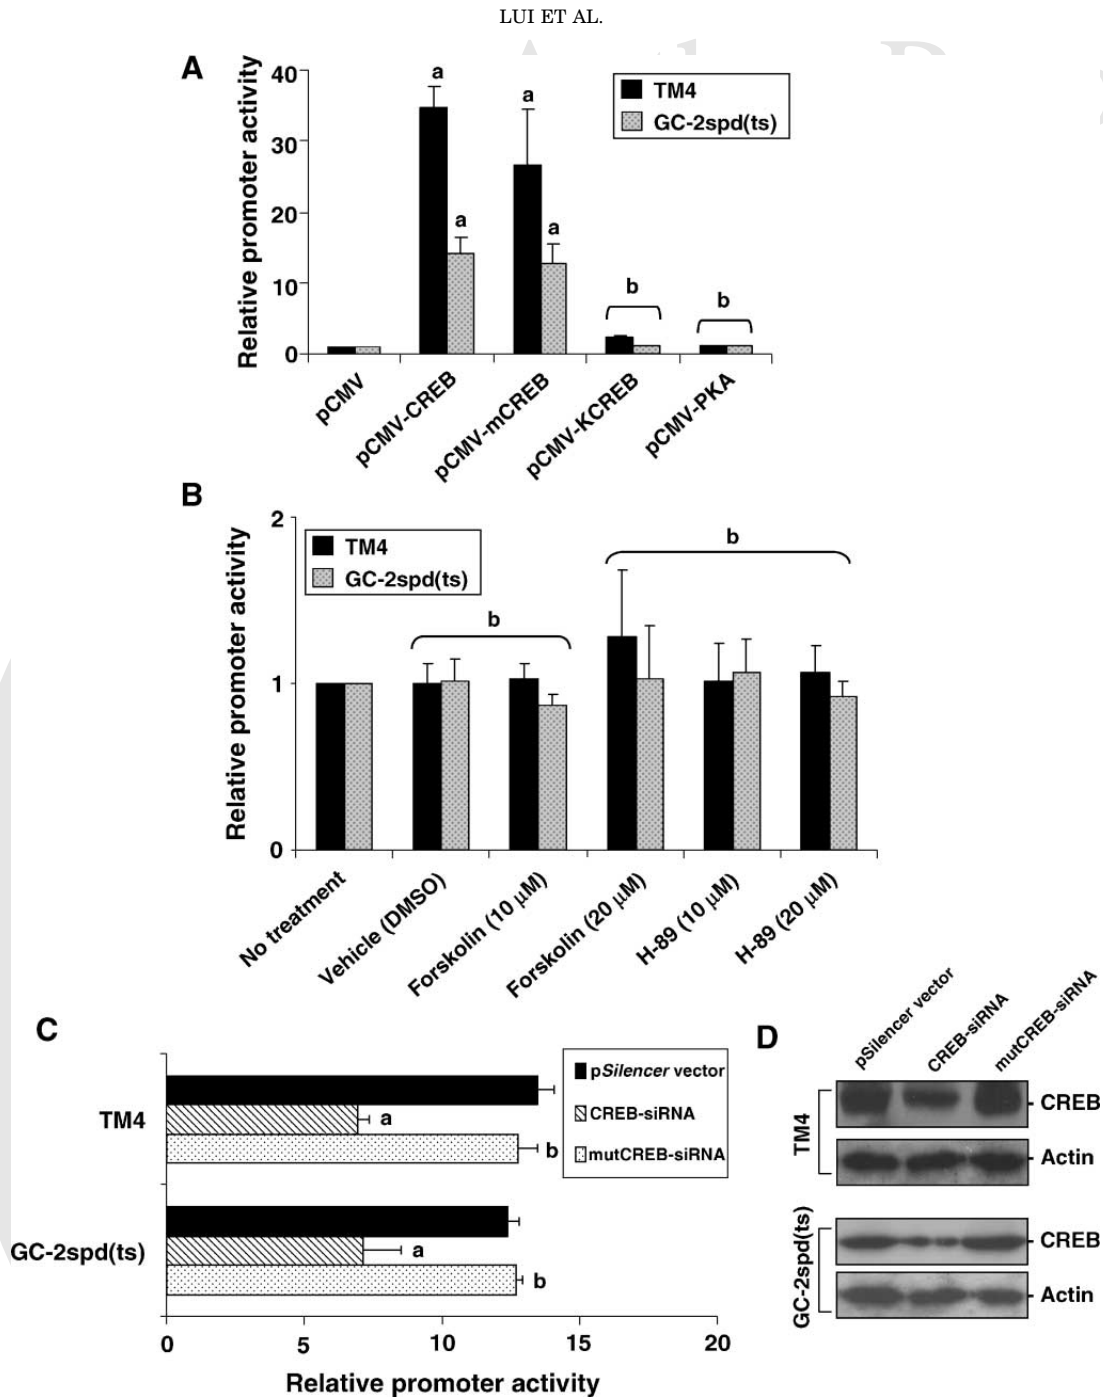 LUI ET AL.
A
Relative promoter activity
40
30
20
10
0
a
a
a
a
b
b
TM4
GC-2spd(ts)
pCMV
pCMV-CREB
pCMV-mCREB
pCMV-KCREB
pCMV-PKA
B
Relative promoter activity
2
1
0
TM4
GC-2spd(ts)
b
b
No treatment
Vehicle (DMSO)
Forskolin (10 µM)
Forskolin (20 µM)
H-89 (10 µM)
H-89 (20 µM)
C
TM4
GC-2spd(ts)
a
b
a
b
pSilencer vector
CREB-siRNA
mutCREB-siRNA
0
5
10
15
20
Relative promoter activity
D
pSilencer vector
CREB-siRNA
mutCREB-siRNA
TM4
CREB
Actin
GC-2spd(ts)
CREB
Actin